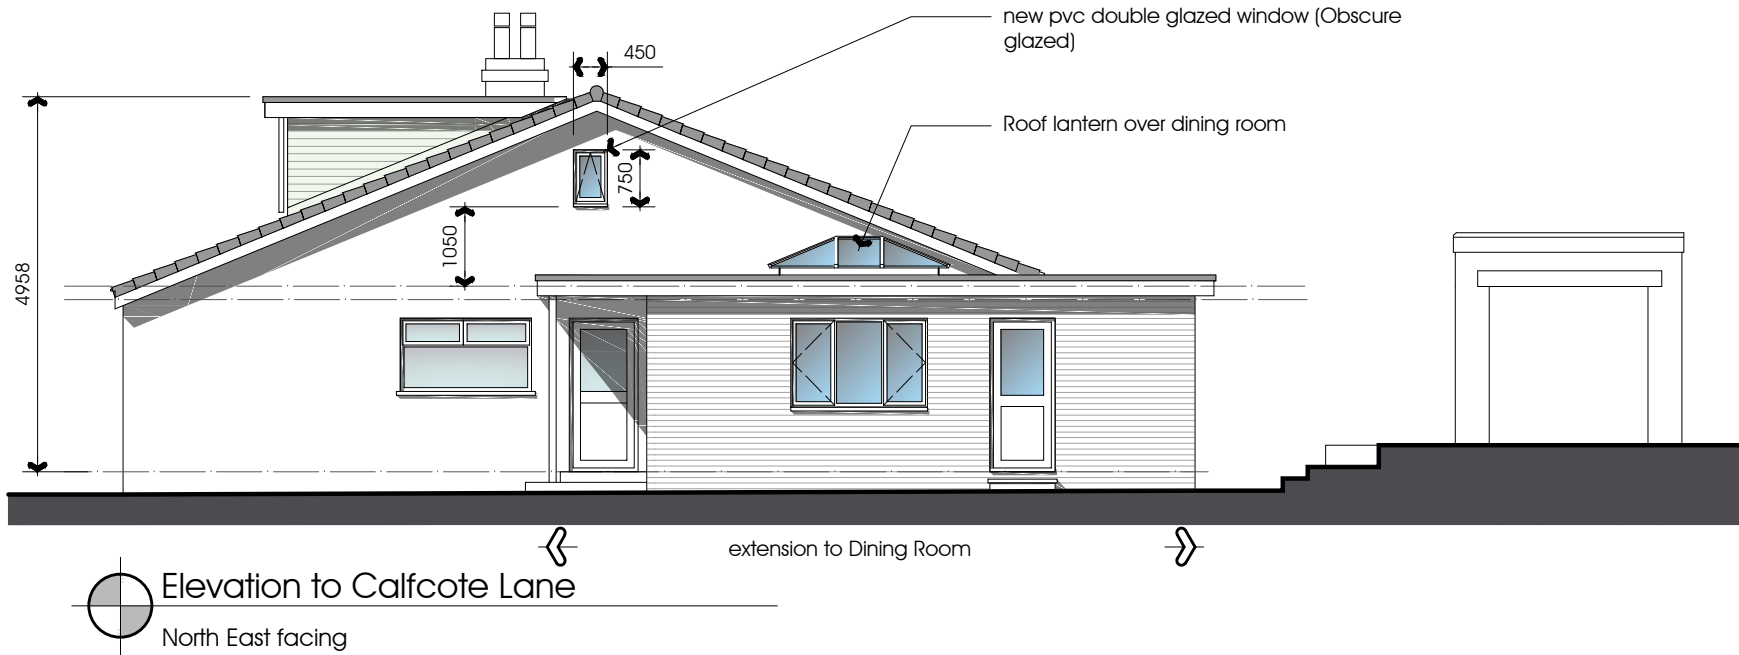 new pvc double glazed window (Obscure
glazed)
450
Roof lantern over dining room
750
1050
4958
extension to Dining Room
Elevation to Calfcote Lane
North East facing